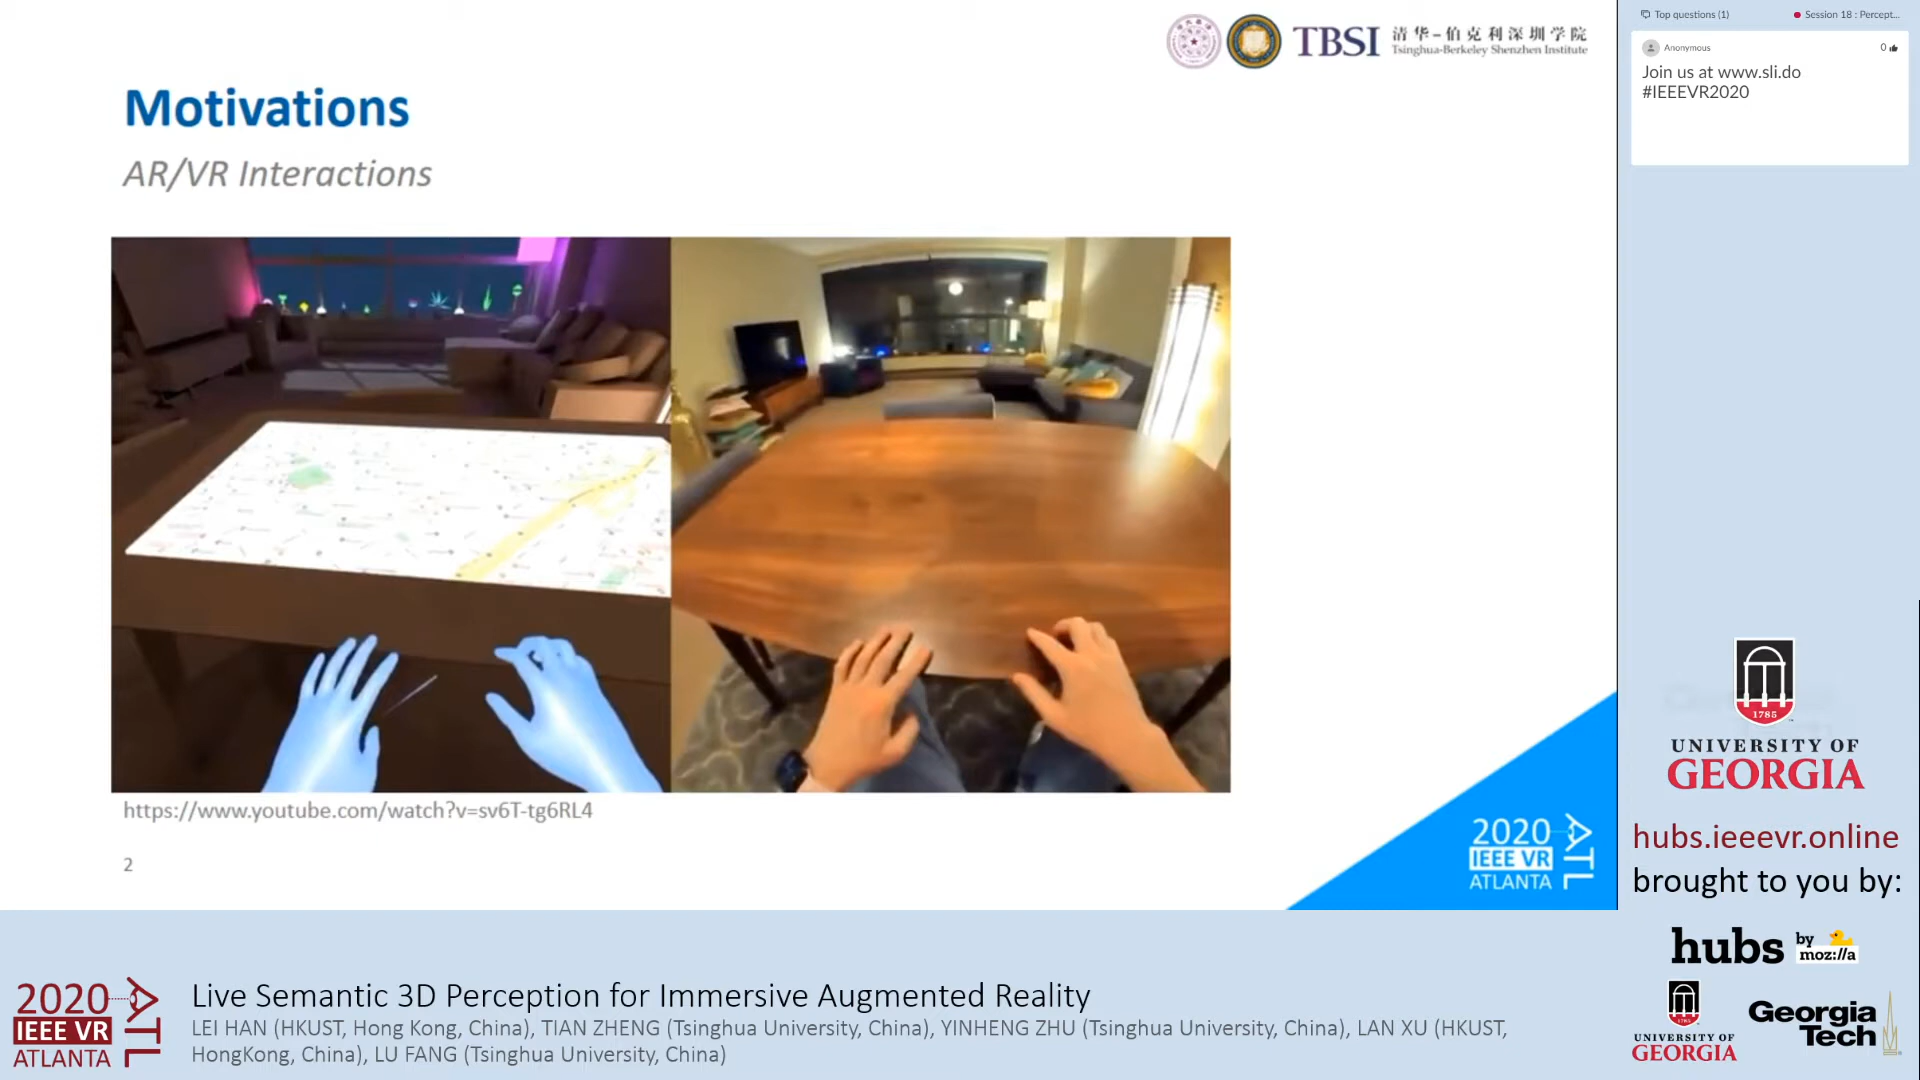 TBSI 清华-伯克利深圳学院
Tsinghua-Berkeley Shenzhen Institute
Motivations
AR/VR Interactions
https://www.youtube.com/watch?v=sv6T-tg6RL4
2
2020
IEEE VR
ATLANTA
ATL
Top questions (1)
Session 18 : Percept...
Anonymous
0
Join us at www.sli.do
#IEEEVR2020
1785
UNIVERSITY OF
GEORGIA
hubs.ieeevr.online
brought to you by:
hubs by
moz://a
UNIVERSITY OF
GEORGIA
Georgia
Tech
2020
IEEE VR
ATLANTA
ATL
Live Semantic 3D Perception for Immersive Augmented Reality
LEI HAN (HKUST, Hong Kong, China), TIAN ZHENG (Tsinghua University, China), YINHENG ZHU (Tsinghua University, China), LAN XU (HKUST,
HongKong, China), LU FANG (Tsinghua University, China)